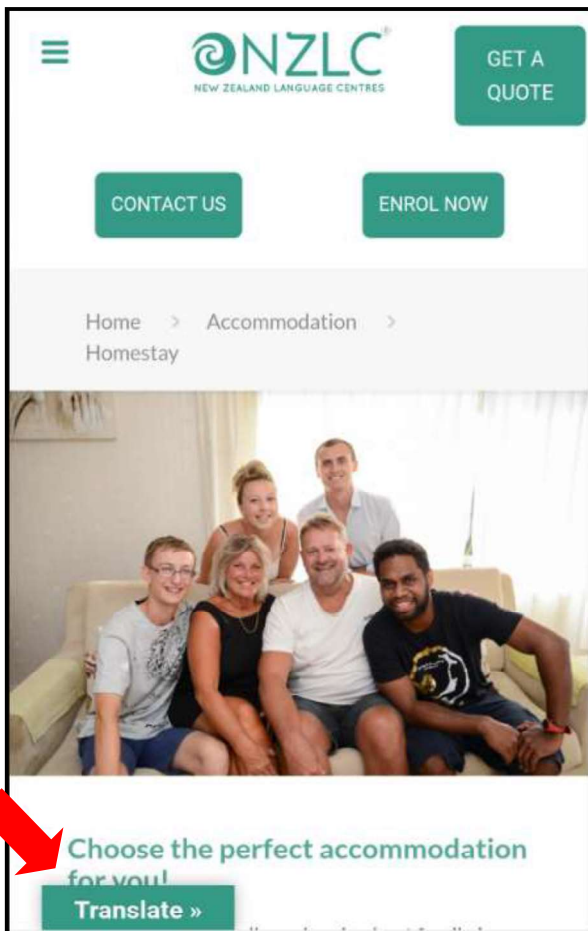 ONZLC®
NEW ZEALAND LANGUAGE CENTRES
GET A
QUOTE
CONTACT US
ENROL NOW
Home > Accommodation >
Homestay
Choose the perfect accommodation
for you!
Translate »